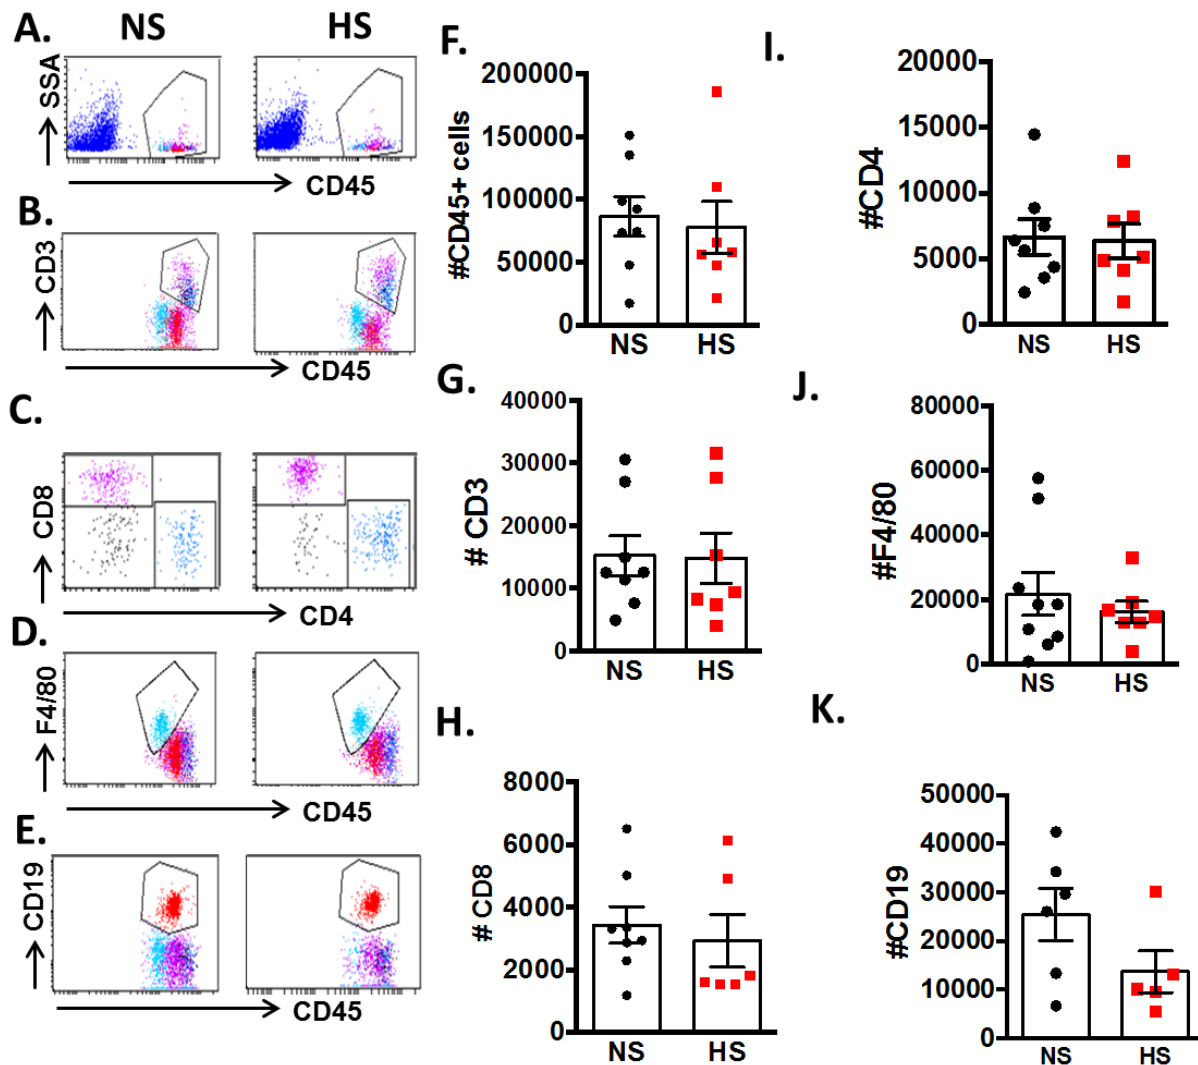 A.
NS
HS
SSA
CD45
B.
CD3
CD45
C.
CD8
CD4
D.
F4/80
CD45
E.
CD19
CD45
F.
#CD45+ cells
200000
150000
100000
50000
0
NS
HS
G.
# CD3
40000
30000
20000
10000
0
NS
HS
H.
# CD8
8000
6000
4000
2000
0
NS
HS
I.
#CD4
20000
15000
10000
5000
0
NS
HS
J.
#F4/80
80000
60000
40000
20000
0
NS
HS
K.
#CD19
50000
40000
30000
20000
10000
0
NS
HS